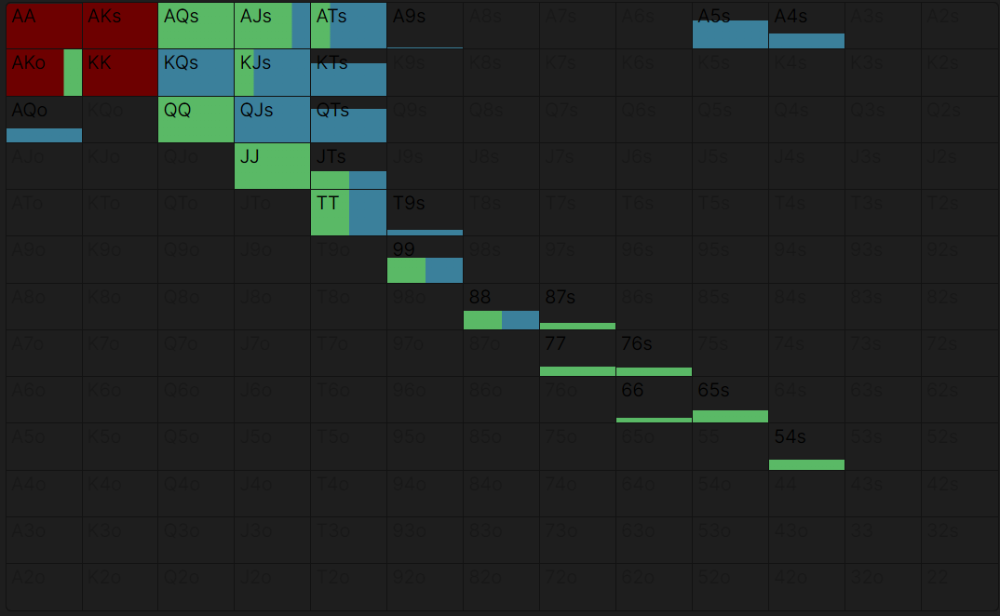 AA AKs AQs AJs ATs A9s A8s A7s A6s A5s A4s A3s A2s
AKo KK KQs KJs KTs K9s K8s K7s K6s K5s K4s K3s K2s
AQo KQo QQ QJs QTs Q9s Q8s Q7s Q6s Q5s Q4s Q3s Q2s
AJo KJo QJo JJ JTs J9s J8s J7s J6s J5s J4s J3s J2s
ATo KTo QTo JTo TT T9s T8s T7s T6s T5s T4s T3s T2s
A9o K9o Q9o J9o T9o 99 98s 97s 96s 95s 94s 93s 92s
A8o K8o Q8o J8o T8o 98o 88 87s 86s 85s 84s 83s 82s
A7o K7o Q7o J7o T7o 97o 87o 77 76s 75s 74s 73s 72s
A6o K6o Q6o J6o T6o 96o 86o 76o 66 65s 64s 63s 62s
A5o K5o Q5o J5o T5o 95o 85o 75o 65o 55 54s 53s 52s
A4o K4o Q4o J4o T4o 94o 84o 74o 64o 54o 44 43s 42s
A3o K3o Q3o J3o T3o 93o 83o 73o 63o 53o 43o 33 32s
A2o K2o Q2o J2o T2o 92o 82o 72o 62o 52o 42o 32o 22